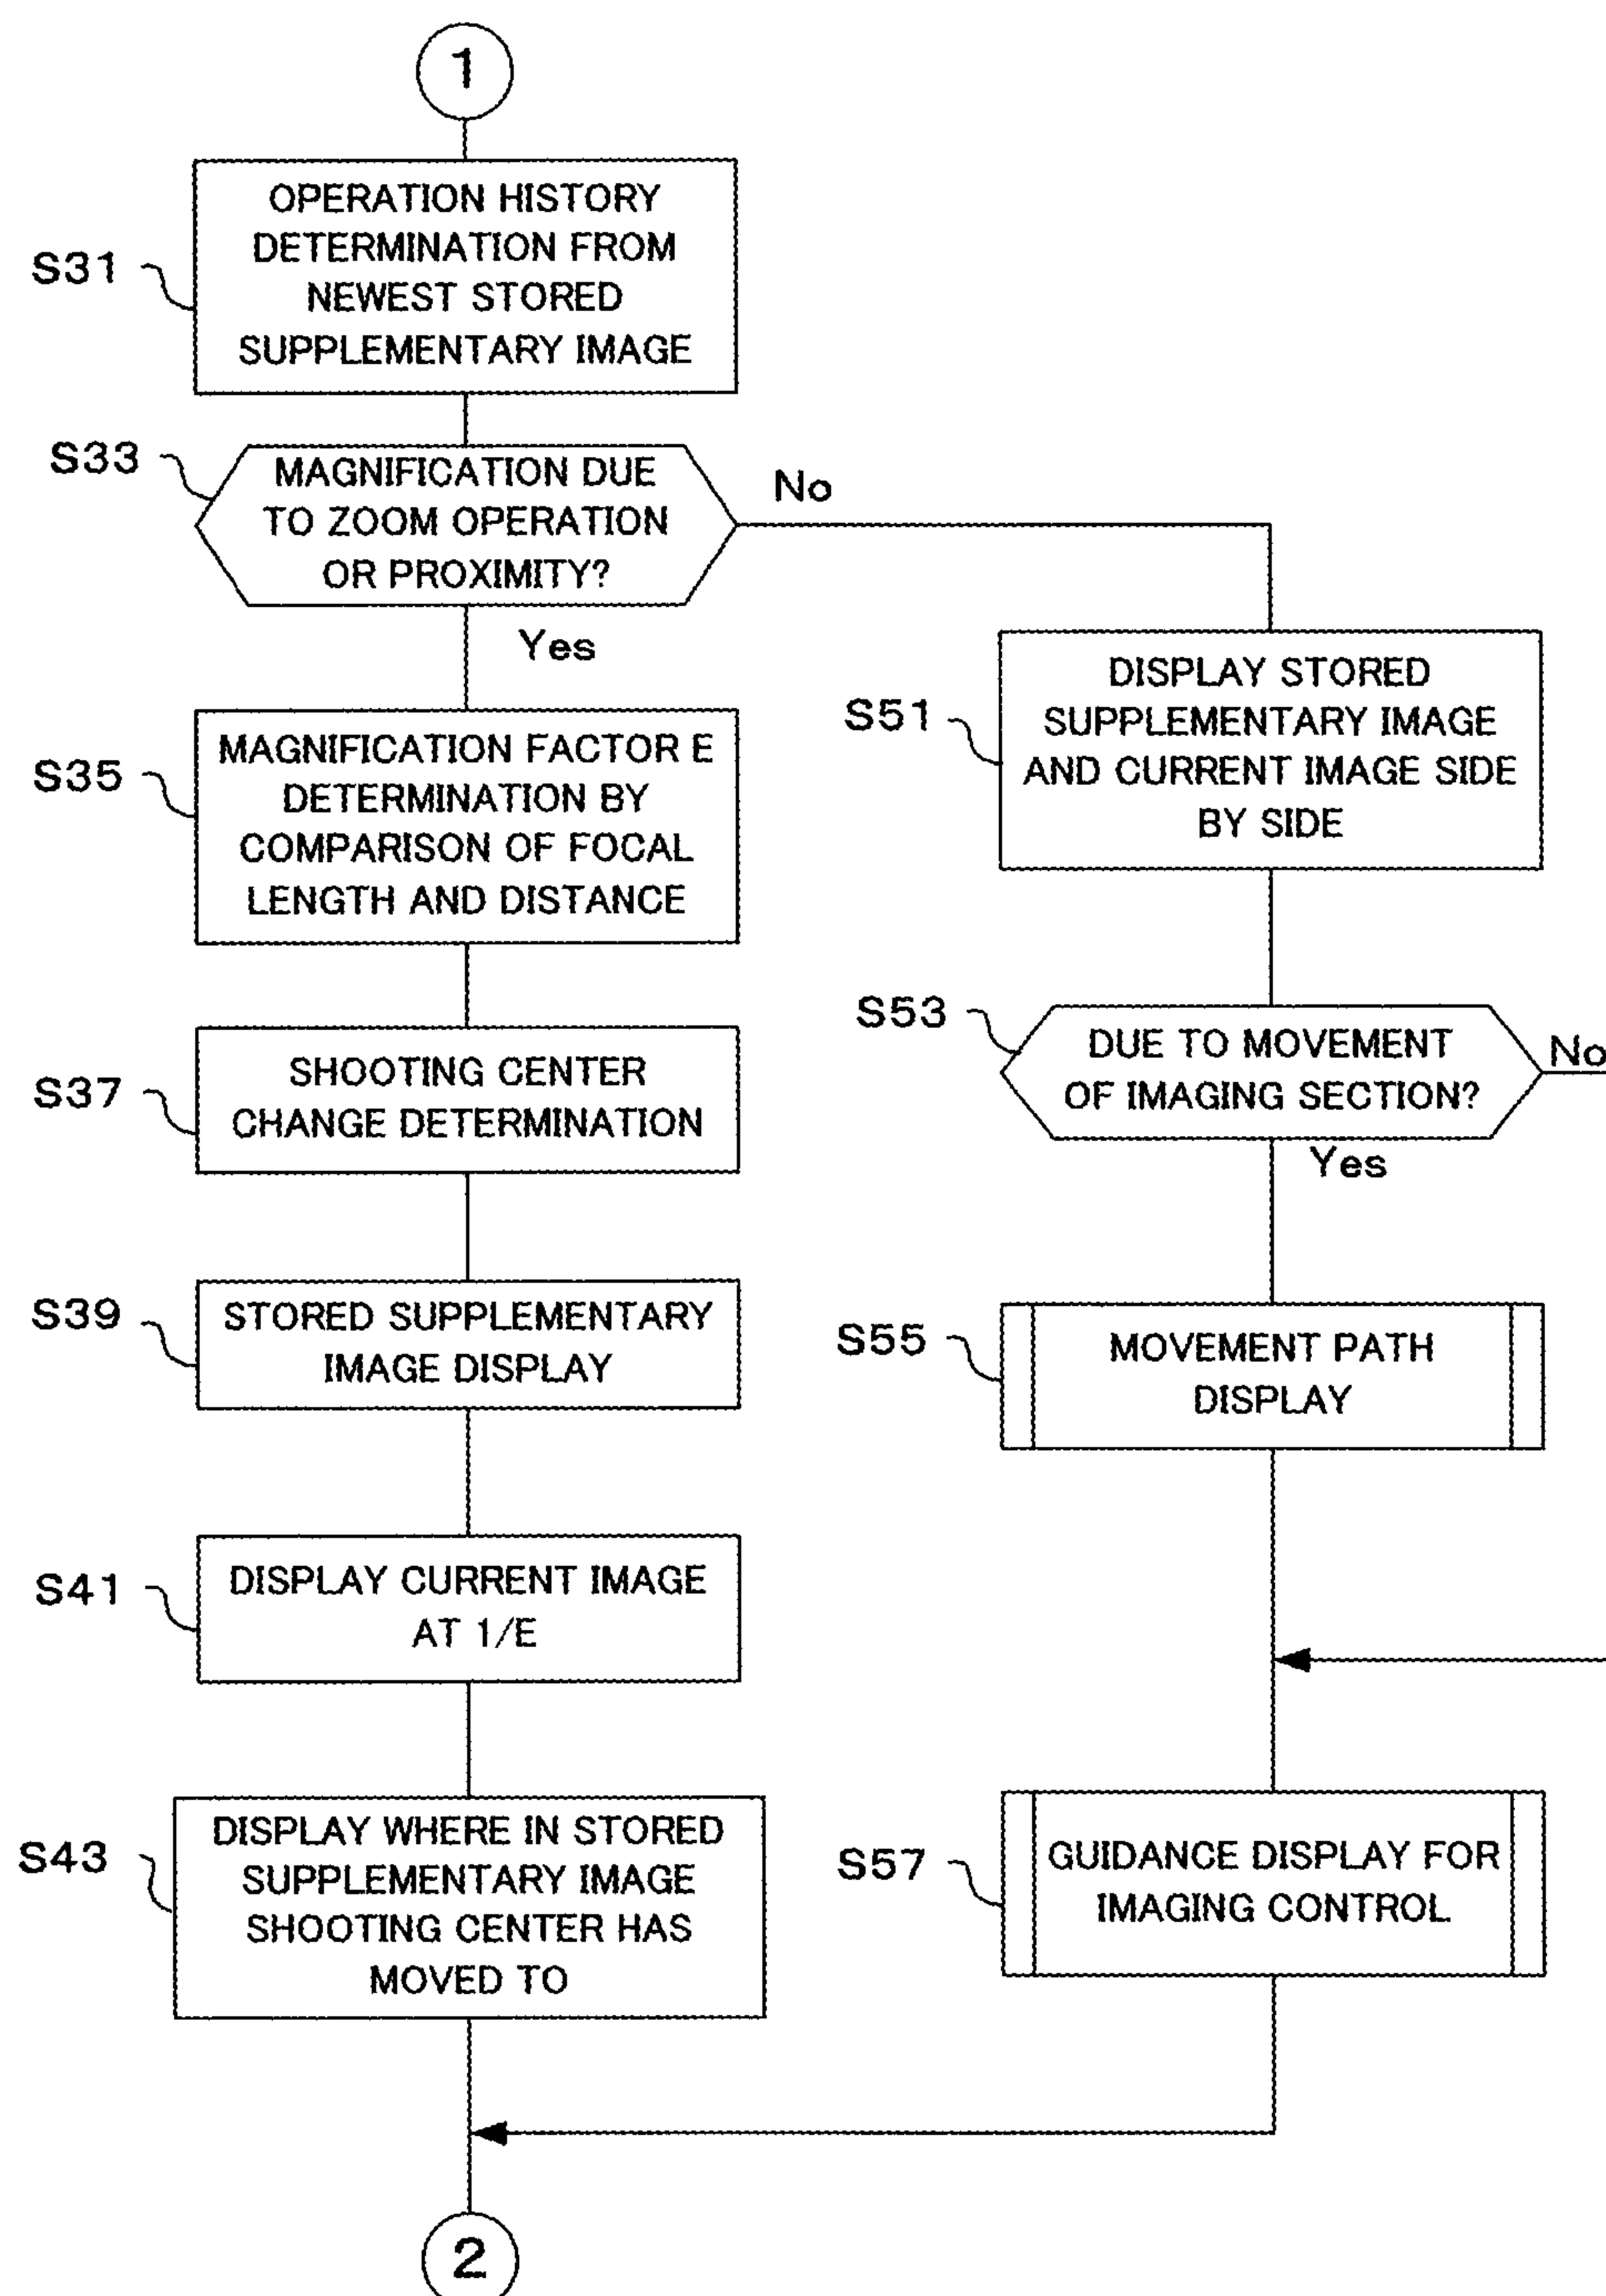 1
S31
OPERATION HISTORY
DETERMINATION FROM
NEWEST STORED
SUPPLEMENTARY IMAGE
S33
MAGNIFICATION DUE
TO ZOOM OPERATION
OR PROXIMITY?
No
Yes
S35
MAGNIFICATION FACTOR E
DETERMINATION BY
COMPARISON OF FOCAL
LENGTH AND DISTANCE
S37
SHOOTING CENTER
CHANGE DETERMINATION
S39
STORED SUPPLEMENTARY
IMAGE DISPLAY
S41
DISPLAY CURRENT IMAGE
AT 1/E
S43
DISPLAY WHERE IN STORED
SUPPLEMENTARY IMAGE
SHOOTING CENTER HAS
MOVED TO
S51
DISPLAY STORED
SUPPLEMENTARY IMAGE
AND CURRENT IMAGE SIDE
BY SIDE
S53
DUE TO MOVEMENT
OF IMAGING SECTION?
No
Yes
S55
MOVEMENT PATH
DISPLAY
S57
GUIDANCE DISPLAY FOR
IMAGING CONTROL
2